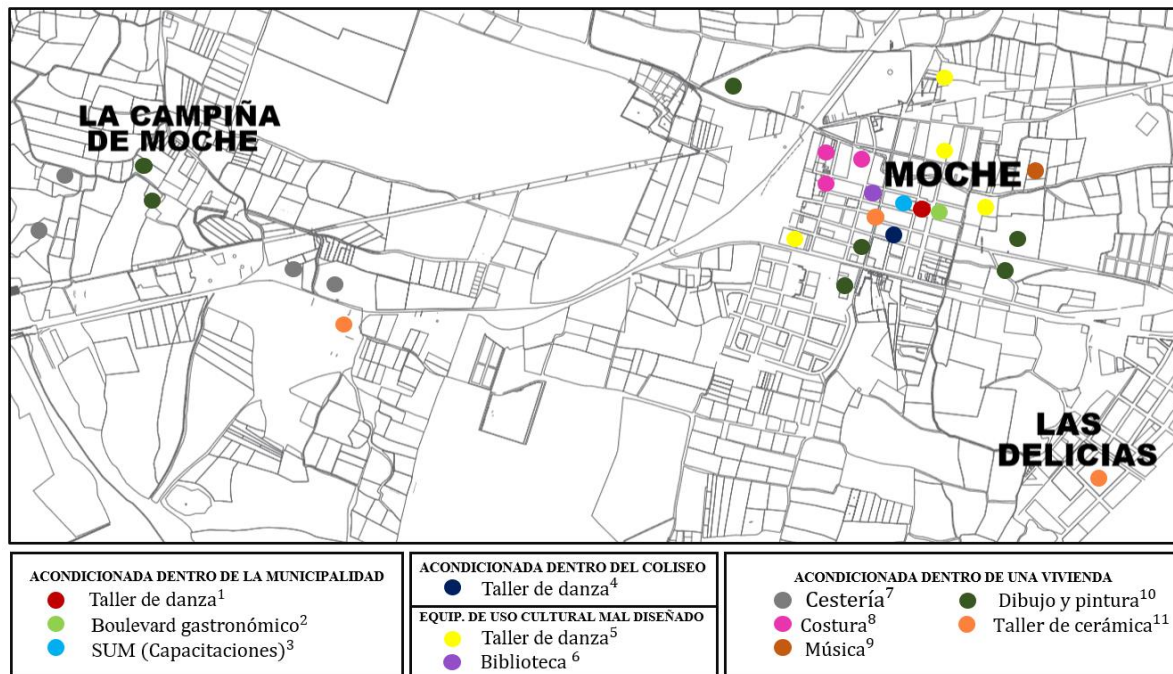 LA CAMPIÑA
DE MOCHE
MOCHE
LAS
DELICIAS
ACONDICIONADA DENTRO DE LA MUNICIPALIDAD
Taller de danza¹
Boulevard gastronómico²
SUM (Capacitaciones)³
ACONDICIONADA DENTRO DEL COLISEO
Taller de danza⁴
EQUIP. DE USO CULTURAL MAL DISEÑADO
Taller de danza⁵
Biblioteca ⁶
ACONDICIONADA DENTRO DE UNA VIVIENDA
Cestería⁷
Costura⁸
Música⁹
Dibujo y pintura¹⁰
Taller de cerámica¹¹